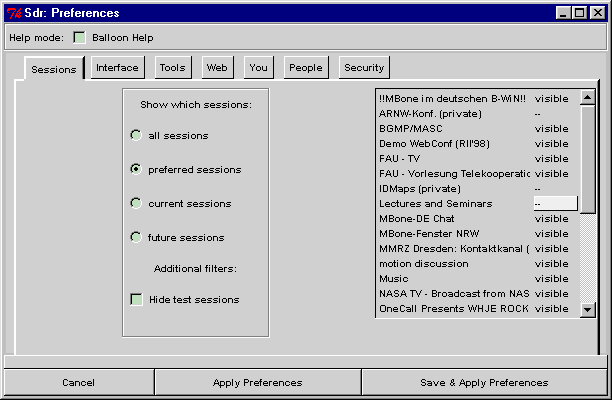 Sdr: Preferences
Help mode: Balloon Help
Sessions Interface Tools Web You People Security
Show which sessions:
all sessions
preferred sessions
current sessions
future sessions
Additional filters:
Hide test sessions
!!MBone im deutschen B-WiN!! visible
ARNW-Konf. (private) --
BGMP/MASC visible
Demo WebConf (RII'98) visible
FAU - TV visible
FAU - Vorlesung Telekooperatio visible
IDMaps (private) --
Lectures and Seminars --
MBone-DE Chat visible
MBone-Fenster NRW visible
MMRZ Dresden: Kontaktkanal ( visible
motion discussion visible
Music visible
NASA TV - Broadcast from NAS visible
OneCall Presents WHJE ROCK visible
Cancel Apply Preferences Save & Apply Preferences